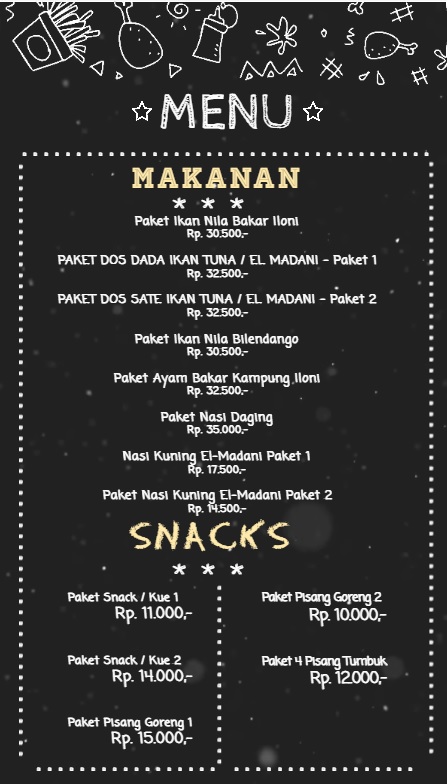 MENU
MAKANAN
* * *
Paket Ikan Nila Bakar Iloni
Rp. 30.500,-
PAKET DOS DADA IKAN TUNA / EL MADANI - Paket 1
Rp. 32.500,-
PAKET DOS SATE IKAN TUNA / EL MADANI - Paket 2
Rp. 32.500,-
Paket Ikan Nila Bilendango
Rp. 30.500,-
Paket Ayam Bakar Kampung Iloni
Rp. 32.500,-
Paket Nasi Daging
Rp. 35.000,-
Nasi Kuning El-Madani Paket 1
Rp. 17.500,-
Paket Nasi Kuning El-Madani Paket 2
Rp. 14.500,-
SNACKS
* * *
Paket Snack / Kue 1
Rp. 11.000,-
Paket Snack / Kue 2
Rp. 14.000,-
Paket Pisang Goreng 1
Rp. 15.000,-
Paket Pisang Goreng 2
Rp. 10.000,-
Paket 4 Pisang Tumbuk
Rp. 12.000,-